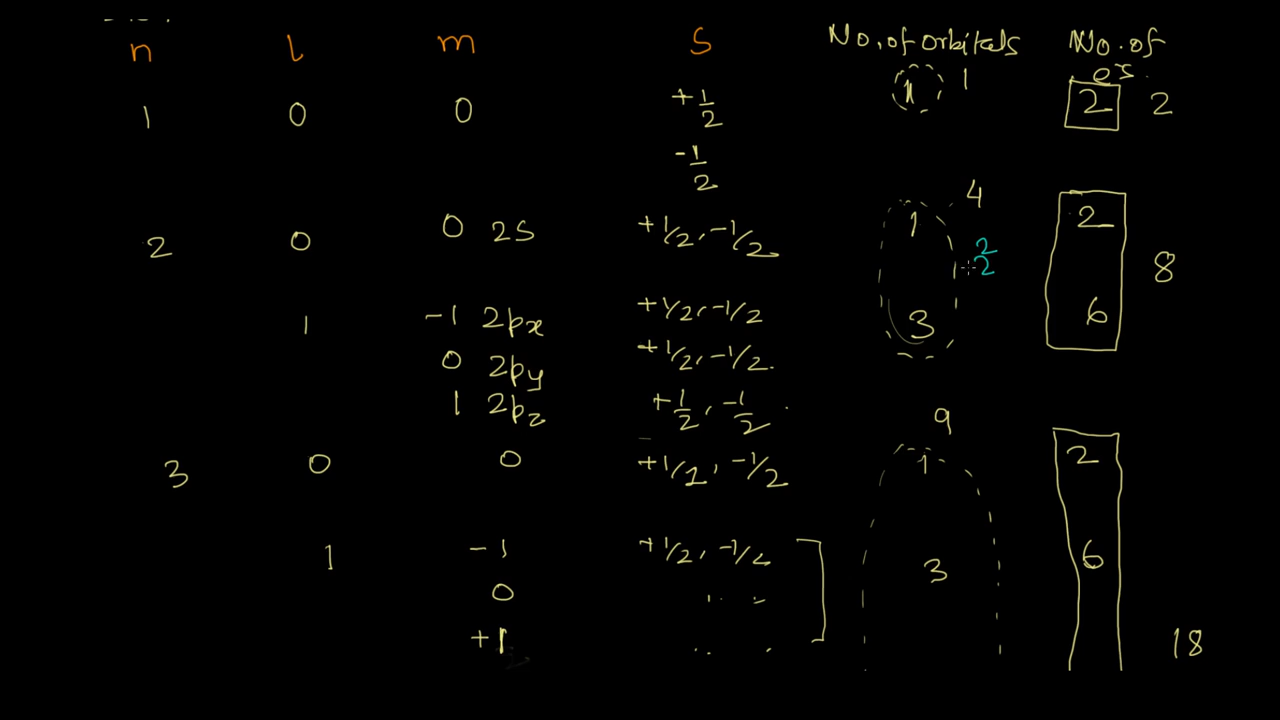 n l m s No. of orbitals No. of
es.
1 0 0 +1/2 1 1 2 2
-1/2
4
2 0 0 2s +1/2, -1/2 1 2
2
2 8
1 -1 2px +1/2, -1/2 3 6
0 2py +1/2, -1/2.
1 2pz +1/2, -1/2.
9
3 0 0 +1/2, -1/2 1 2
1 -1 +1/2, -1/2 3 6
0
+1 18